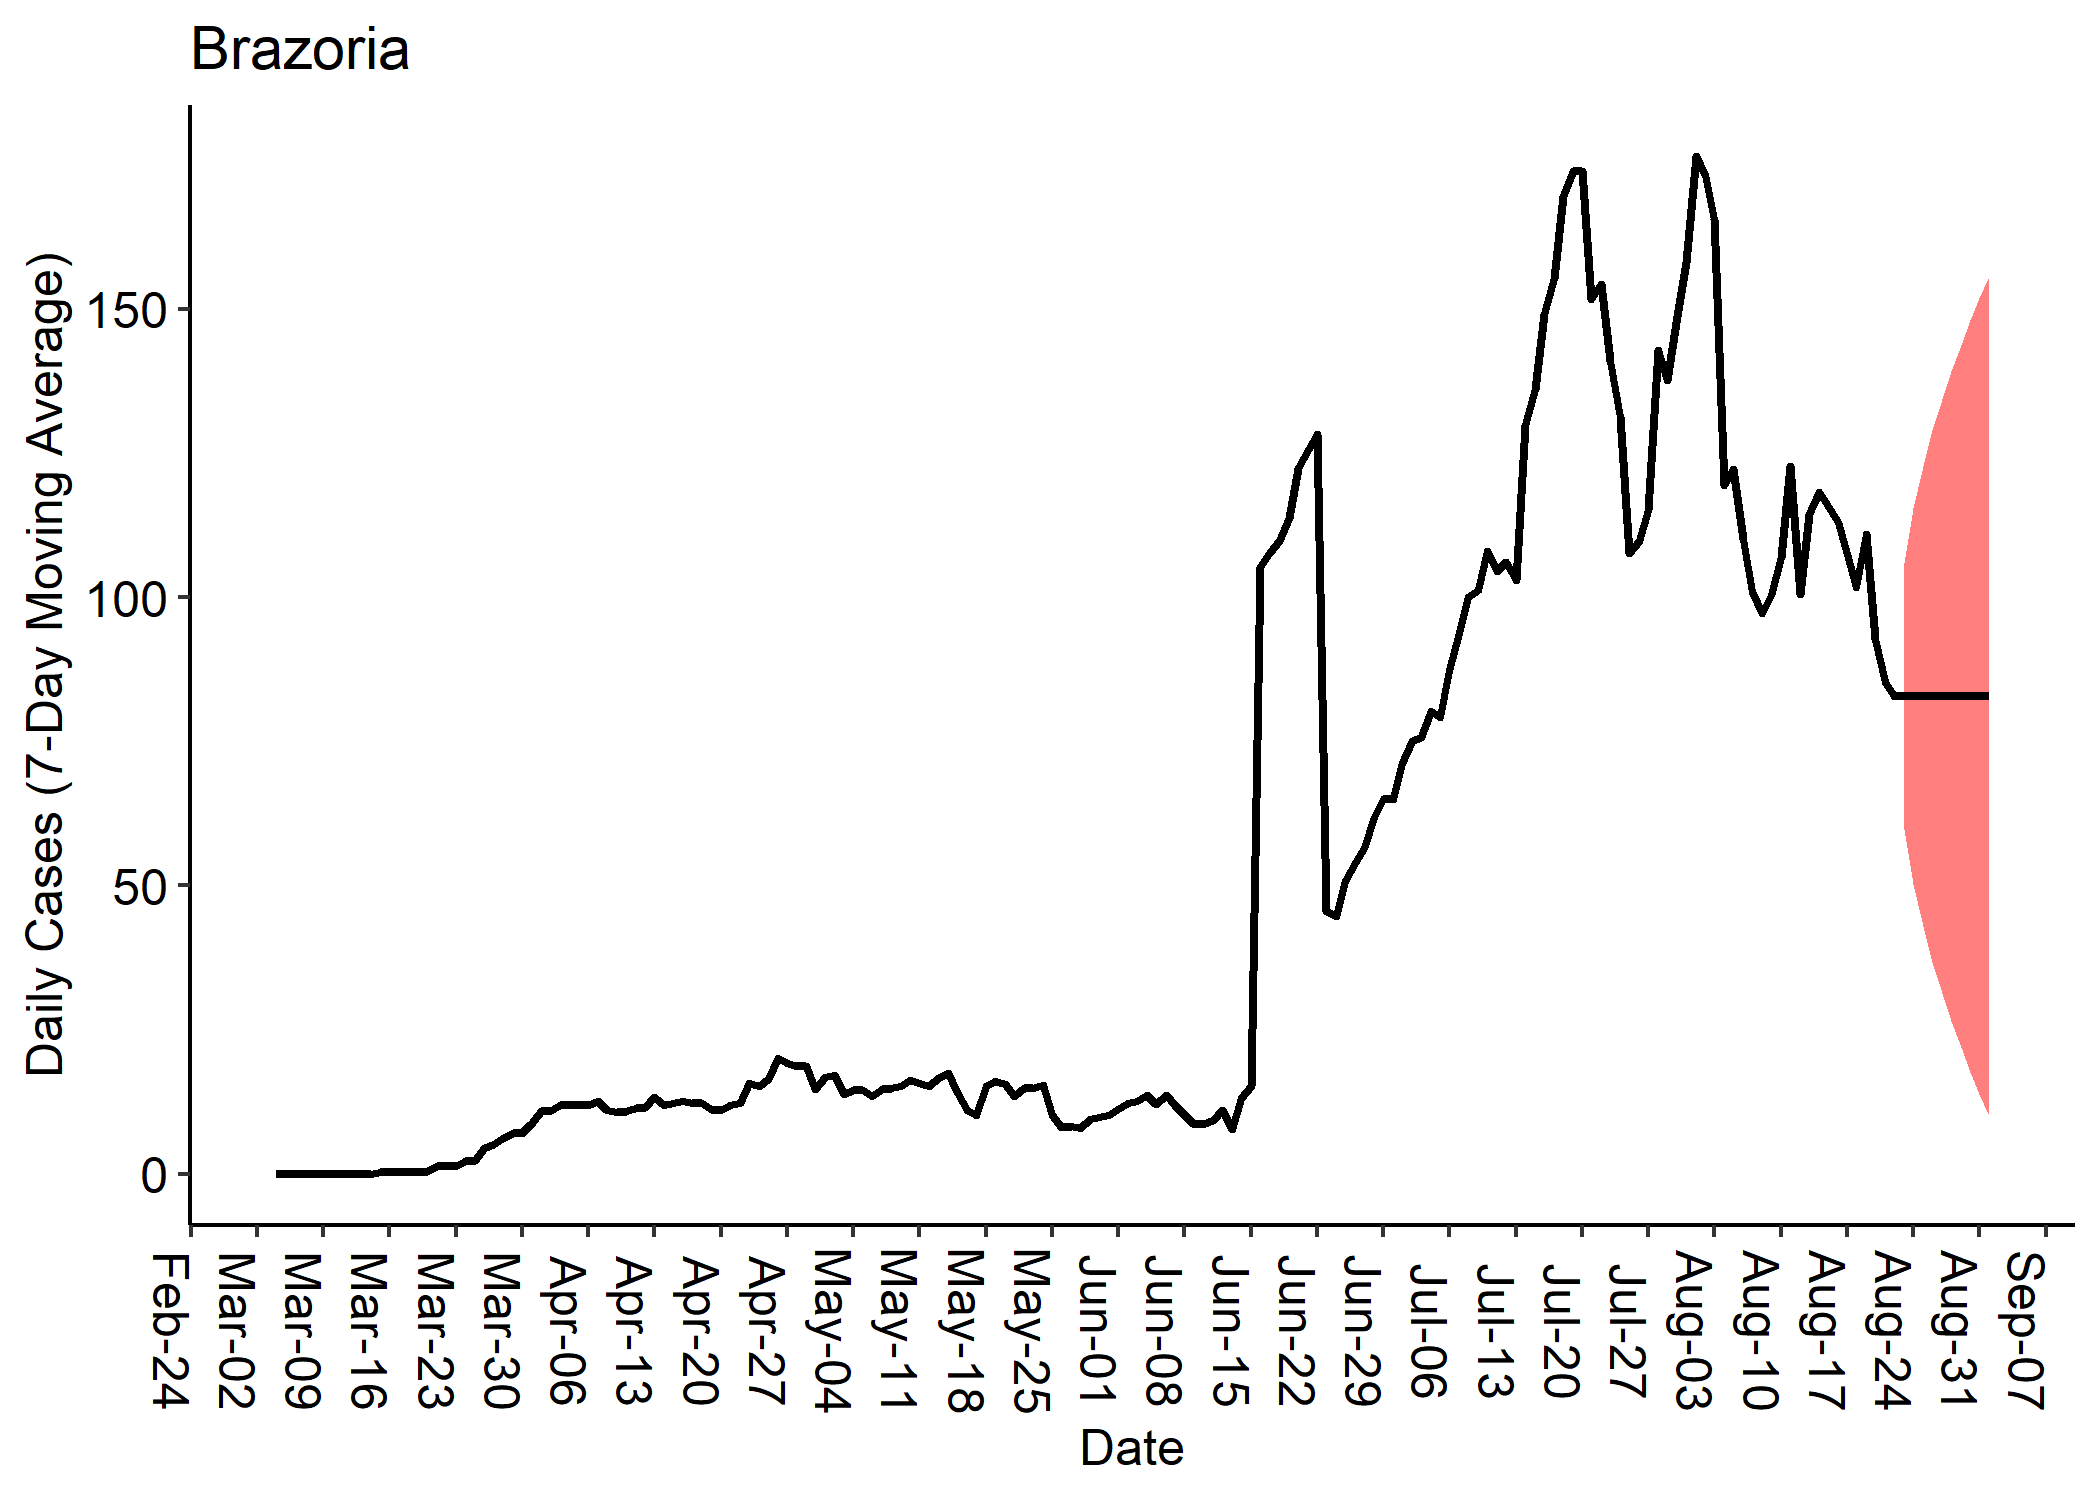 Brazoria
Daily Cases (7-Day Moving Average)
150
100
50
0
Feb-24
Mar-02
Mar-09
Mar-16
Mar-23
Mar-30
Apr-06
Apr-13
Apr-20
Apr-27
May-04
May-11
May-18
May-25
Jun-01
Jun-08
Jun-15
Jun-22
Jun-29
Jul-06
Jul-13
Jul-20
Jul-27
Aug-03
Aug-10
Aug-17
Aug-24
Aug-31
Sep-07
Date